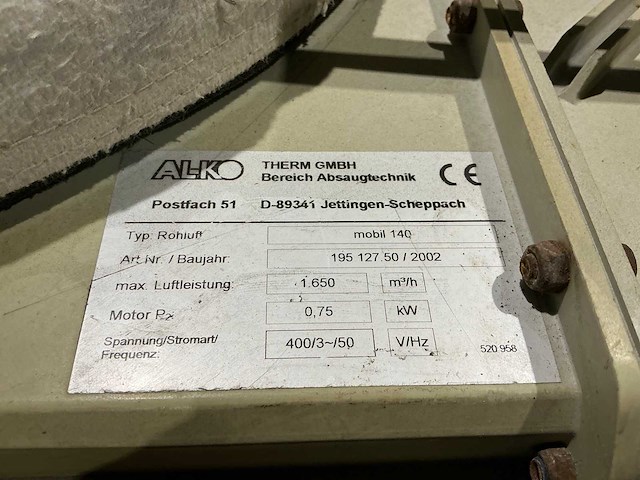 AL-KO THERM GMBH
Bereich Absaugtechnik
CE
Postfach 51 D-89341 Jettingen-Scheppach
Typ: Rohluft mobil 140
Art.Nr. / Baujahr: 195 127.50 / 2002
max. Luftleistung: 1.650 m³/h
Motor P2 0,75 kW
Spannung/Stromart/
Frequenz: 400/3~/50 V/Hz
520 958